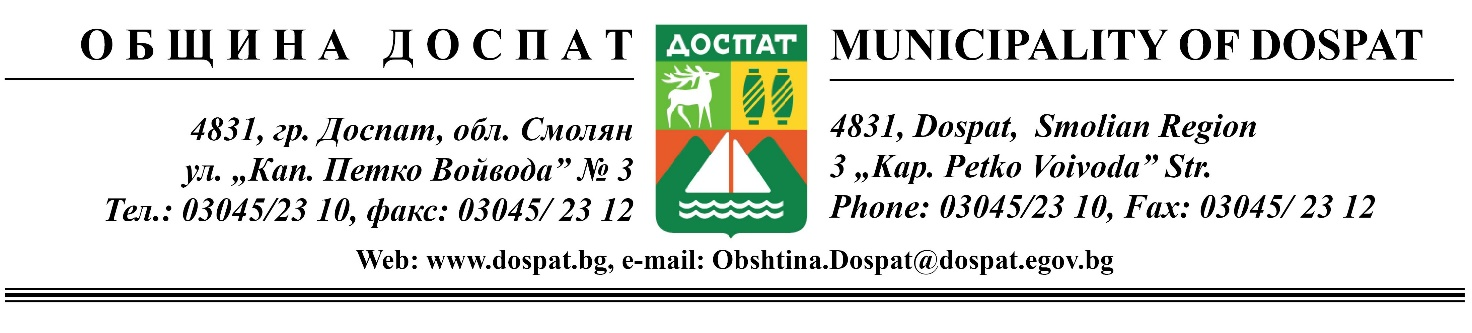 О Б Щ И Н А   Д О С П А Т
4831, гр. Доспат, обл. Смолян
ул. „Кап. Петко Войвода” № 3
Тел.: 03045/23 10, факс: 03045/ 23 12
ДОСПАТ
MUNICIPALITY OF DOSPAT
4831, Dospat,  Smolian Region
3 „Kap. Petko Voivoda” Str.
Phone: 03045/23 10, Fax: 03045/ 23 12
Web: www.dospat.bg, e-mail: Obshtina.Dospat@dospat.egov.bg